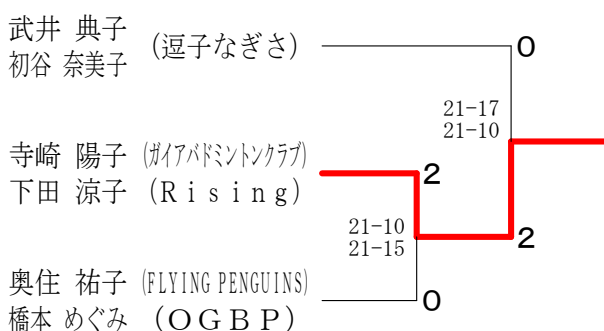 武井 典子 (逗子なぎさ)
初谷 奈美子
0
21-17
21-10
寺崎 陽子 (ガイアバドミントンクラブ)
下田 涼子 (Rising)
2
21-10
21-15
2
奥住 祐子 (FLYING PENGUINS)
橋本 めぐみ (OGBP)
0